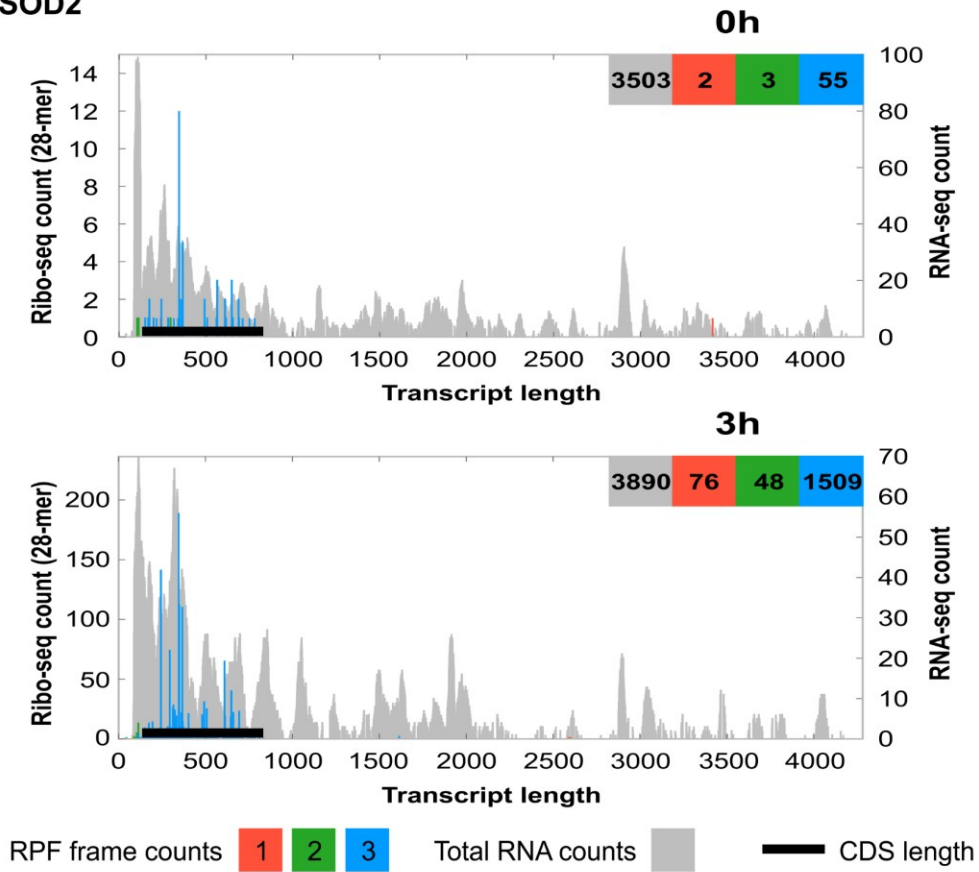 SOD2
0h
3503 2 3 55
14
12
10
8
6
4
2
0
Ribo-seq count (28-mer)
100
80
60
40
20
0
RNA-seq count
0 500 1000 1500 2000 2500 3000 3500 4000
Transcript length
3h
3890 76 48 1509
200
150
100
50
0
Ribo-seq count (28-mer)
70
60
50
40
30
20
10
0
RNA-seq count
0 500 1000 1500 2000 2500 3000 3500 4000
Transcript length
RPF frame counts 1 2 3 Total RNA counts CDS length